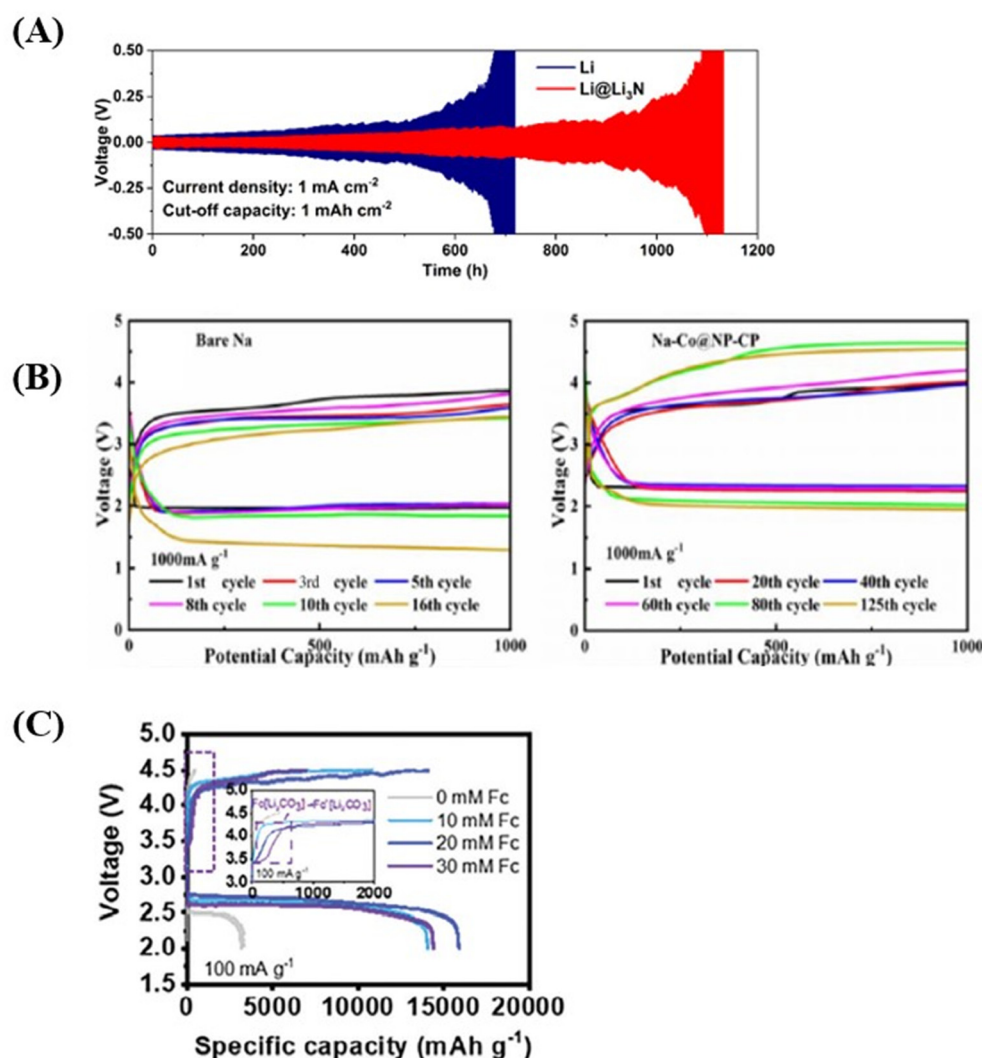 (A)
0.50
0.25
0.00
-0.25
-0.50
Voltage (V)
Li
Li@Li₃N
Current density: 1 mA cm⁻²
Cut-off capacity: 1 mAh cm⁻²
0 200 400 600 800 1000 1200
Time (h)
(B)
5
4
3
2
1
0
Voltage (V)
Bare Na
1000mA g⁻¹
1st cycle 3rd cycle 5th cycle
8th cycle 10th cycle 16th cycle
0 500 1000
Potential Capacity (mAh g⁻¹)
5
4
3
2
1
0
Voltage (V)
Na-Co@NP-CP
1000mA g⁻¹
1st cycle 20th cycle 40th cycle
60th cycle 80th cycle 125th cycle
0 500 1000
Potential Capacity (mAh g⁻¹)
(C)
5.0
4.5
4.0
3.5
3.0
2.5
2.0
1.5
Voltage (V)
0 mM Fc
10 mM Fc
20 mM Fc
30 mM Fc
5.0
4.5
4.0
3.5
3.0
100 mA g⁻¹
0 1000 2000
100 mA g⁻¹
0 5000 10000 15000 20000
Specific capacity (mAh g⁻¹)